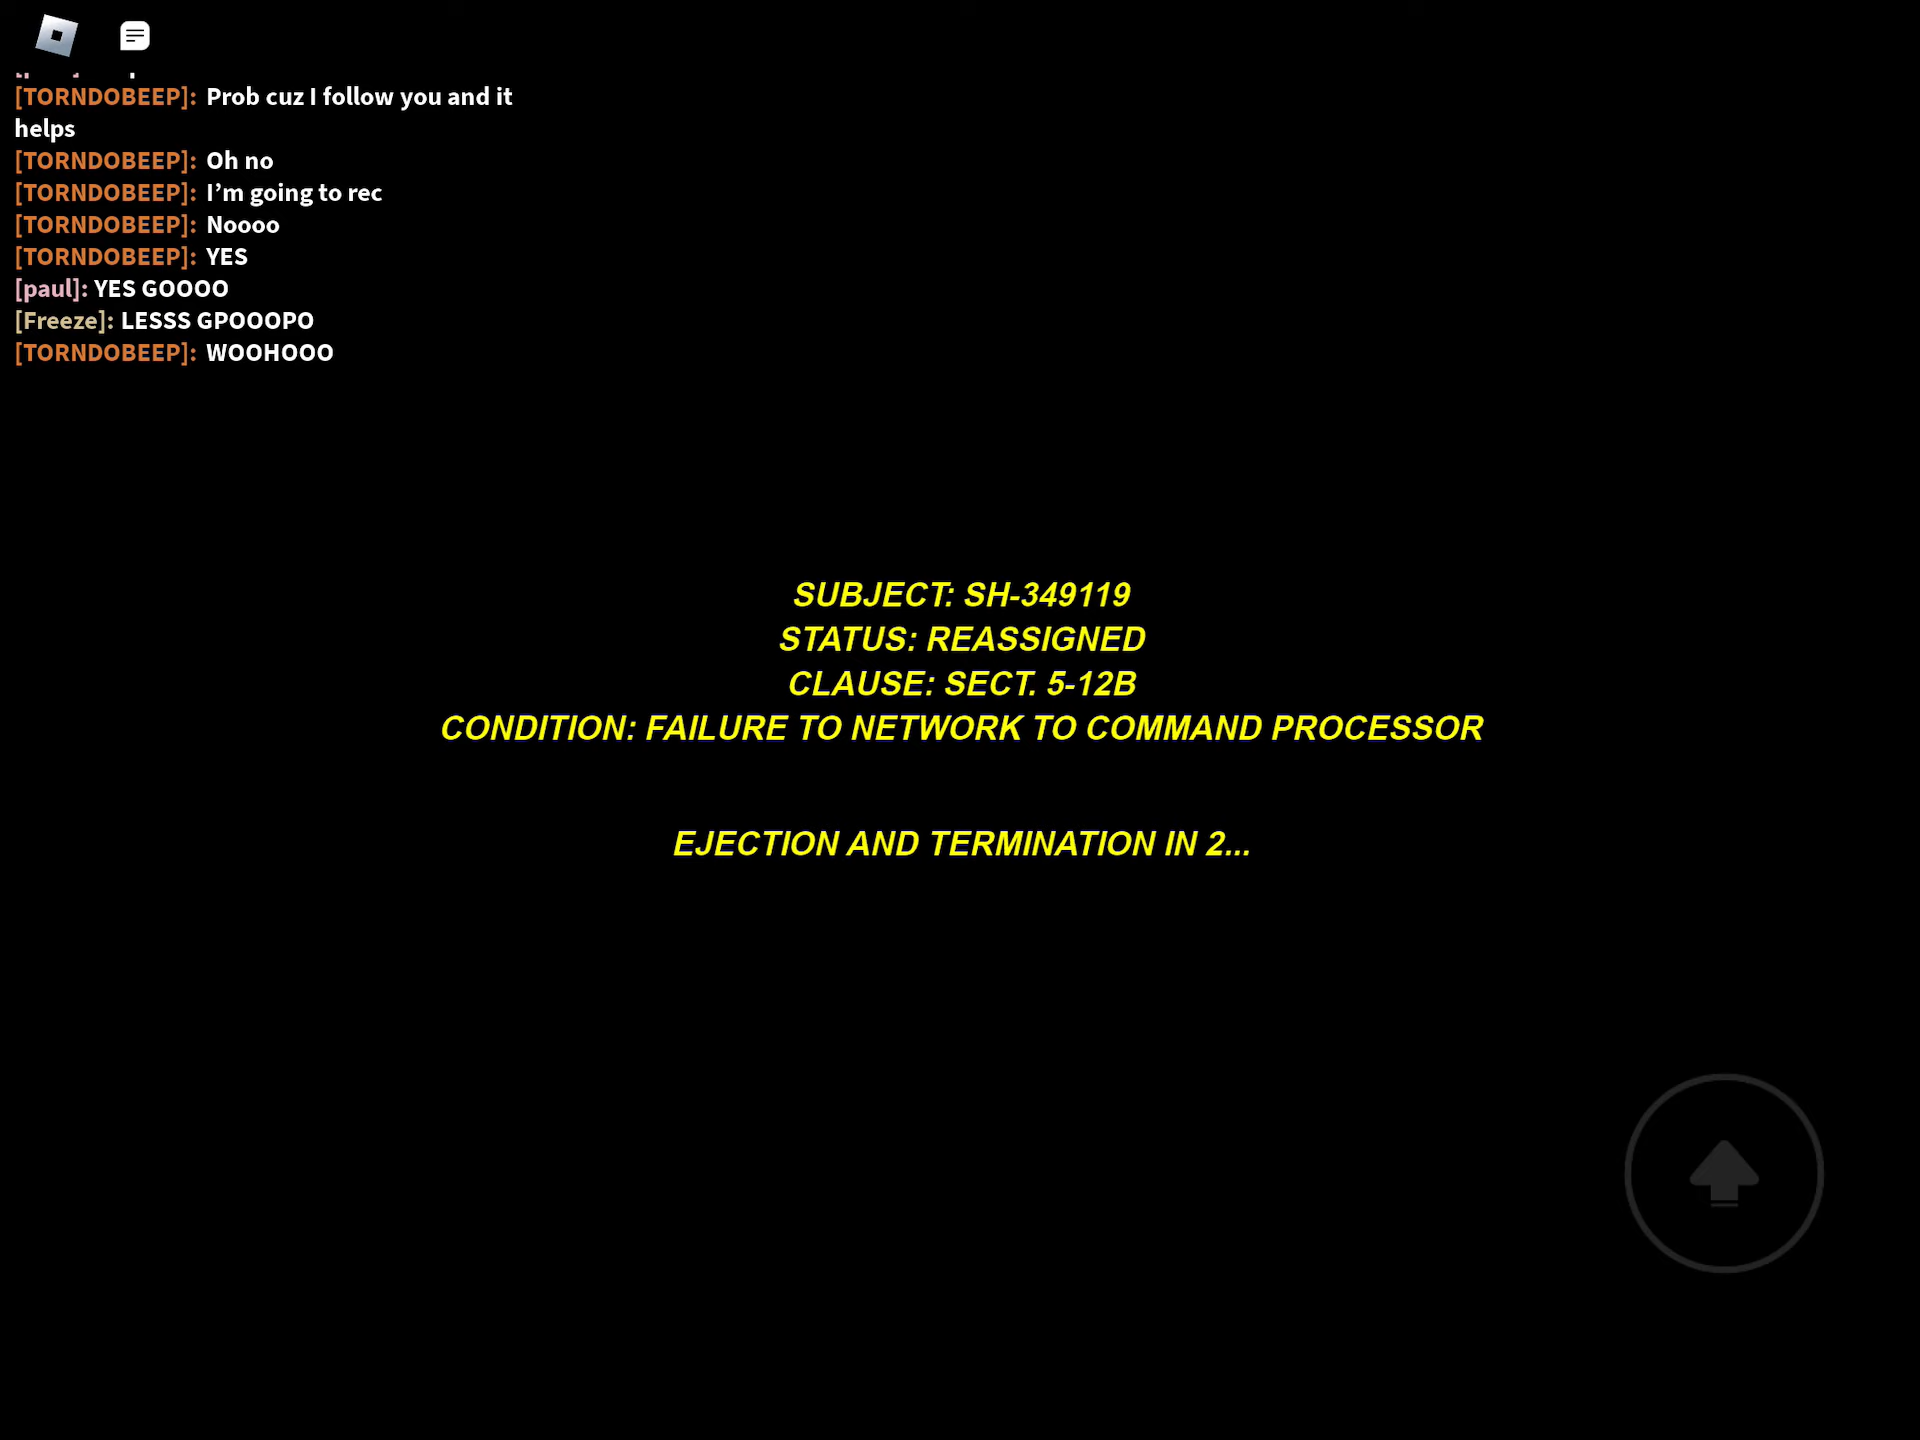 [TORNDOBEEP]: Prob cuz I follow you and it
helps
[TORNDOBEEP]: Oh no
[TORNDOBEEP]: I’m going to rec
[TORNDOBEEP]: Noooo
[TORNDOBEEP]: YES
[paul]: YES GOOOO
[Freeze]: LESSS GPOOOPO
[TORNDOBEEP]: WOOHOOO
SUBJECT: SH-349119
STATUS: REASSIGNED
CLAUSE: SECT. 5-12B
CONDITION: FAILURE TO NETWORK TO COMMAND PROCESSOR
EJECTION AND TERMINATION IN 2...